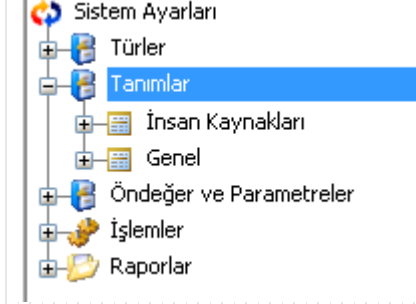 Sistem Ayarları
Türler
Tanımlar
İnsan Kaynakları
Genel
Öndeğer ve Parametreler
İşlemler
Raporlar